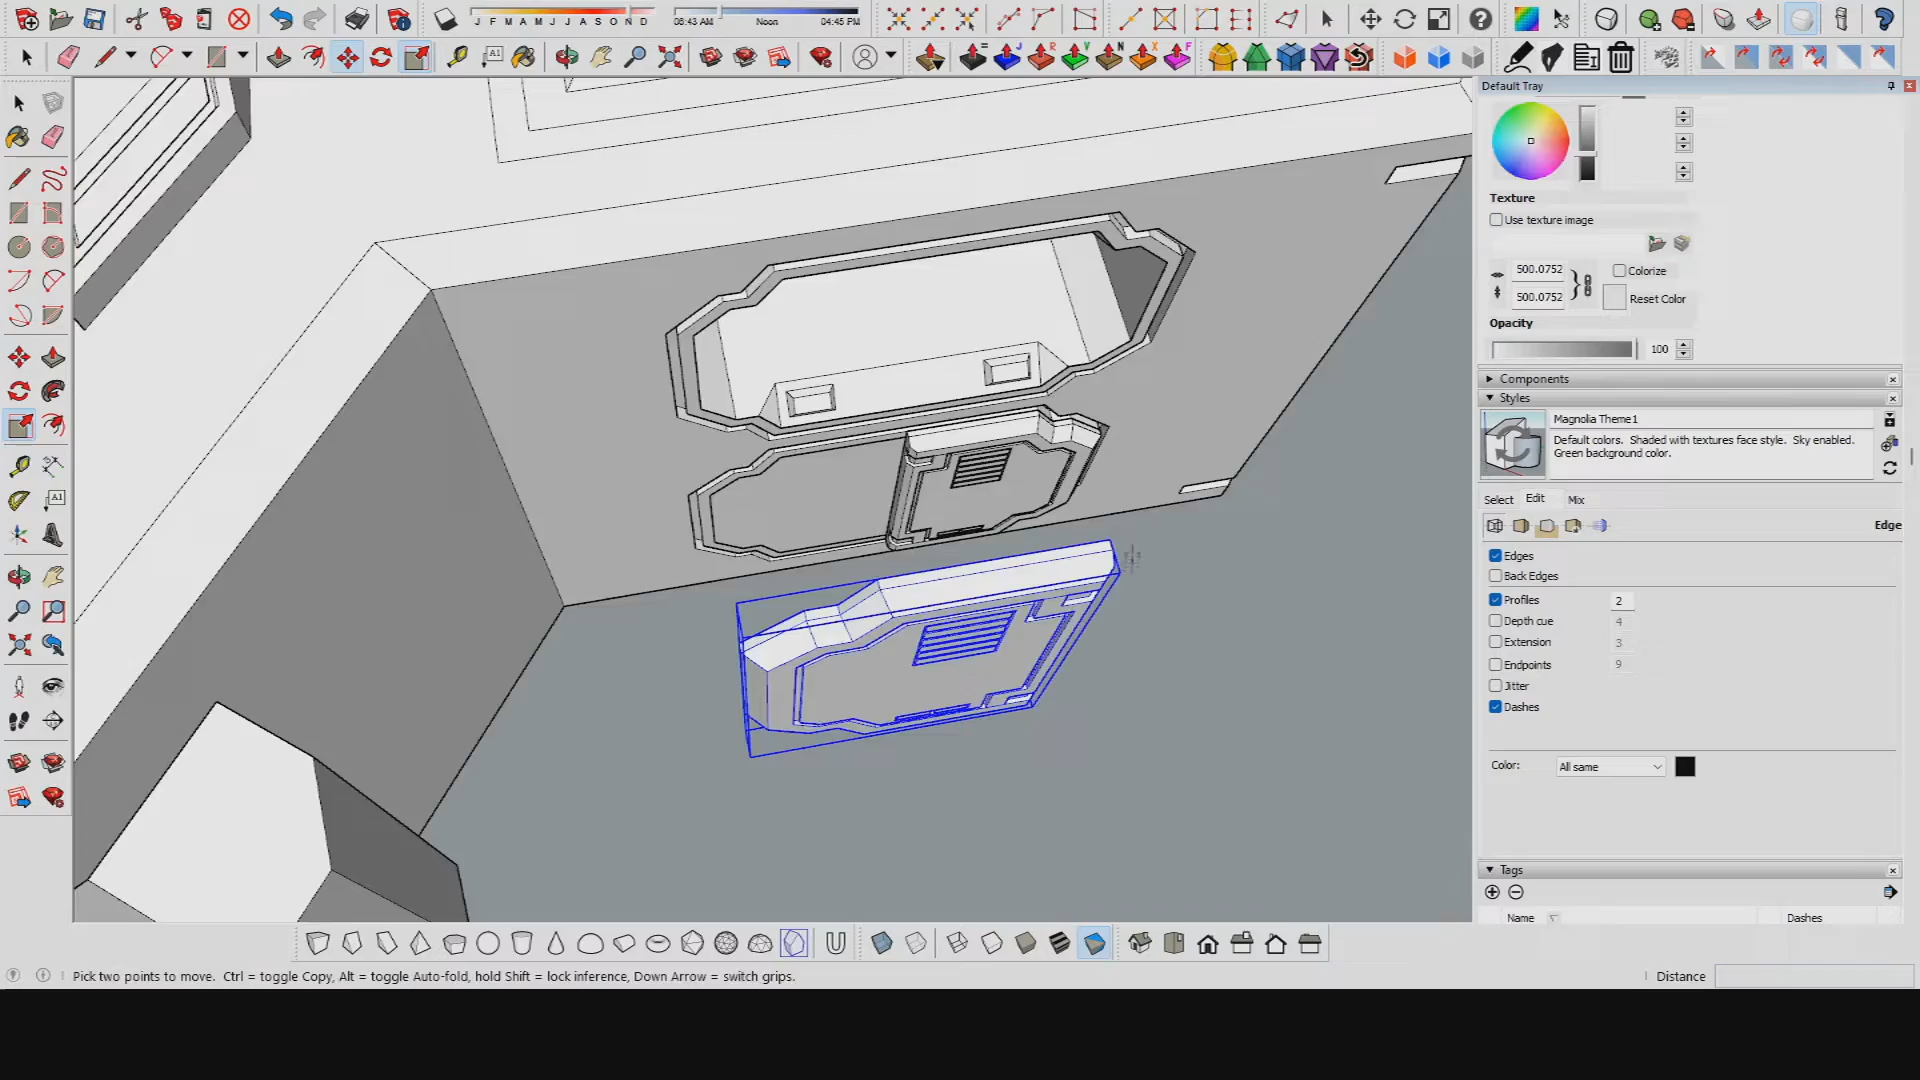 J F M A M J J A S O N D
06:43 AM Noon 04:45 PM
= J R V N X F
A1
Default Tray
Texture
Use texture image
500.0752
Colorize
500.0752
Reset Color
Opacity
100
Components
Styles
Magnolia Theme1
Default colors. Shaded with textures face style. Sky enabled.
Green background color.
Select Edit Mix
Edge
Edges
Back Edges
Profiles 2
Depth cue 4
Extension 3
Endpoints 9
Jitter
Dashes
Color: All same
Tags
Name Dashes
A1
Pick two points to move. Ctrl = toggle Copy, Alt = toggle Auto-fold, hold Shift = lock inference, Down Arrow = switch grips.
Distance